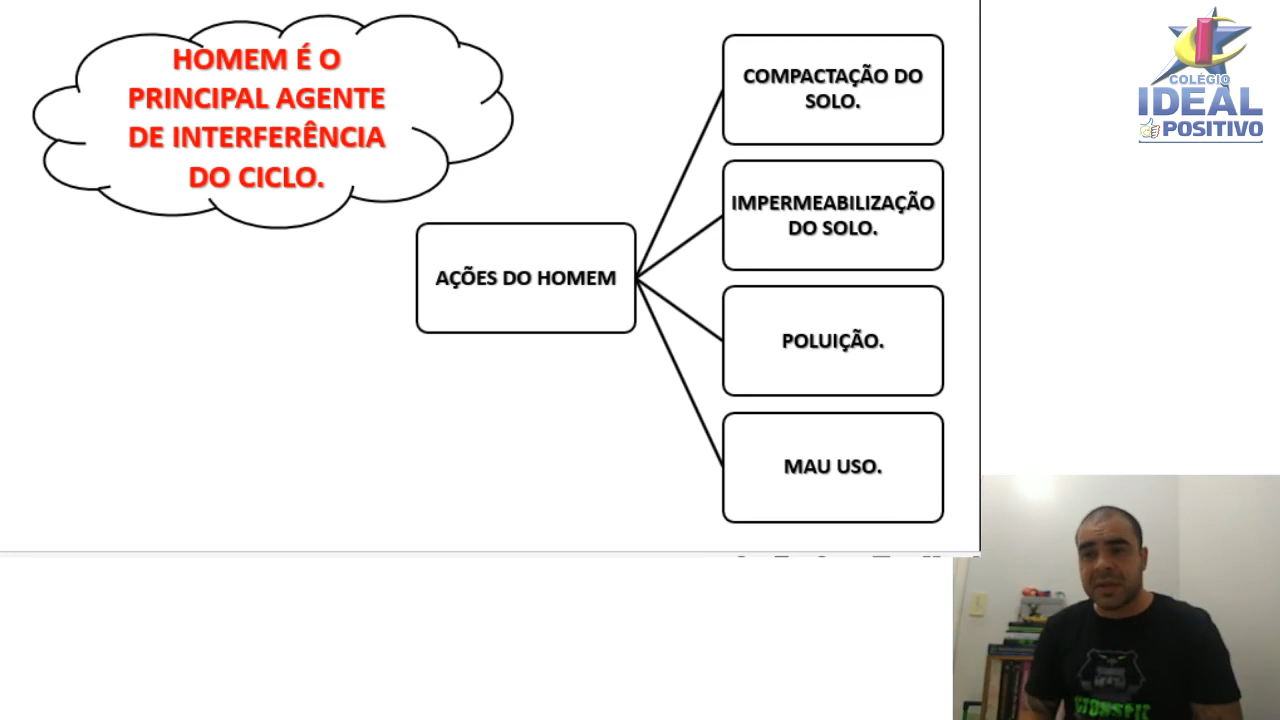 HOMEM É O
PRINCIPAL AGENTE
DE INTERFERÊNCIA
DO CICLO.
AÇÕES DO HOMEM
COMPACTAÇÃO DO
SOLO.
IMPERMEABILIZAÇÃO
DO SOLO.
POLUIÇÃO.
MAU USO.
COLÉGIO
IDEAL
POSITIVO